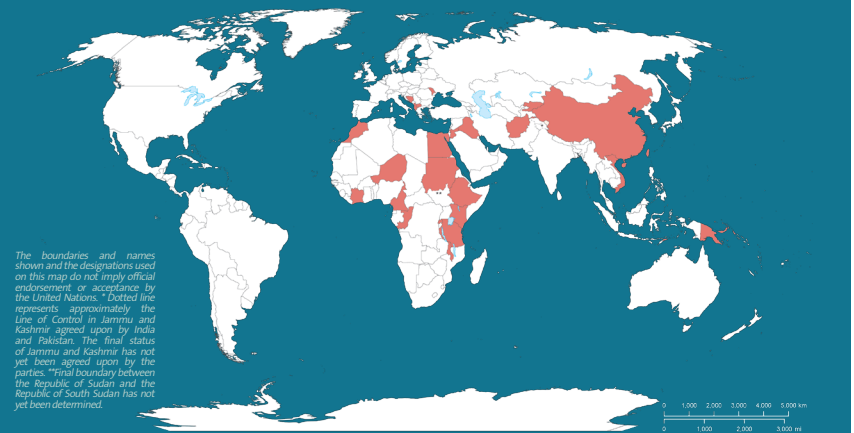 The boundaries and names
shown and the designations used
on this map do not imply official
endorsement or acceptance by
the United Nations. * Dotted line
represents approximately the
Line of Control in Jammu and
Kashmir agreed upon by India
and Pakistan. The final status
of Jammu and Kashmir has not
yet been agreed upon by the
parties. **Final boundary between
the Republic of Sudan and the
Republic of South Sudan has not
yet been determined.
0 1,000 2,000 3,000 4,000 5,000 km
0 1,000 2,000 3,000 mi